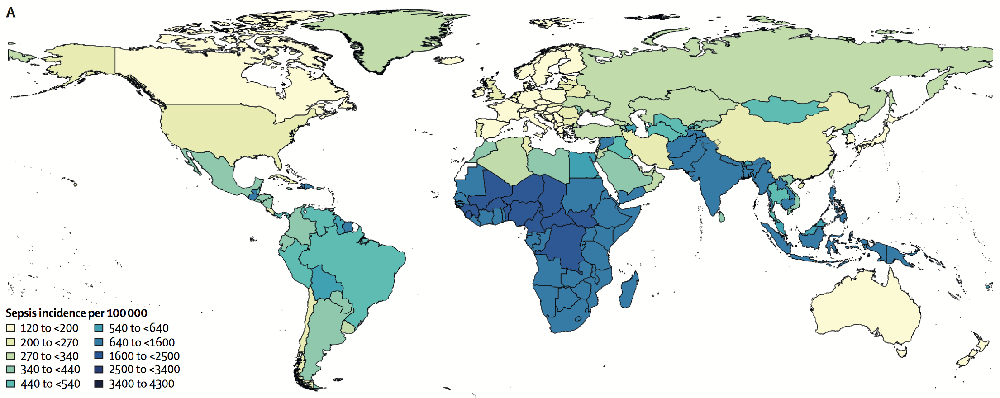 A
Sepsis incidence per 100 000
120 to <200
200 to <270
270 to <340
340 to <440
440 to <540
540 to <640
640 to <1600
1600 to <2500
2500 to <3400
3400 to 4300